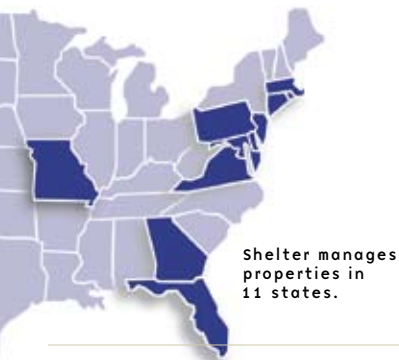 Shelter manages
properties in
11 states.